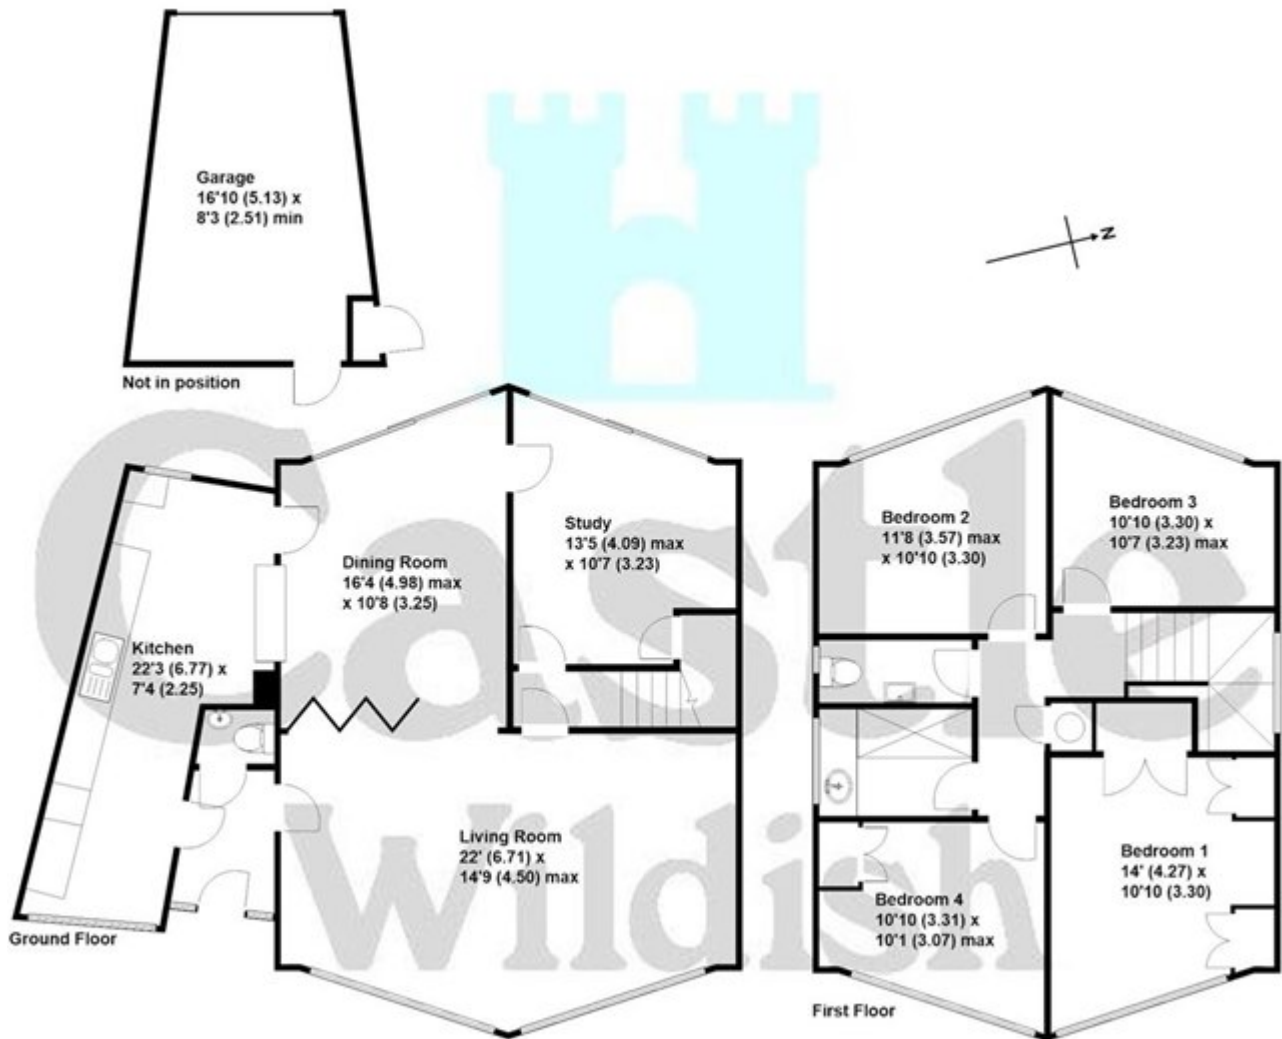 Garage
16'10 (5.13) x
8'3 (2.51) min
Not in position
N
Study
13'5 (4.09) max
x 10'7 (3.23)
Dining Room
16'4 (4.98) max
x 10'8 (3.25)
Kitchen
22'3 (6.77) x
7'4 (2.25)
Living Room
22' (6.71) x
14'9 (4.50) max
Ground Floor
Bedroom 2
11'8 (3.57) max
x 10'10 (3.30)
Bedroom 3
10'10 (3.30) x
10'7 (3.23) max
Bedroom 1
14' (4.27) x
10'10 (3.30)
Bedroom 4
10'10 (3.31) x
10'1 (3.07) max
First Floor
Castle
Wildish